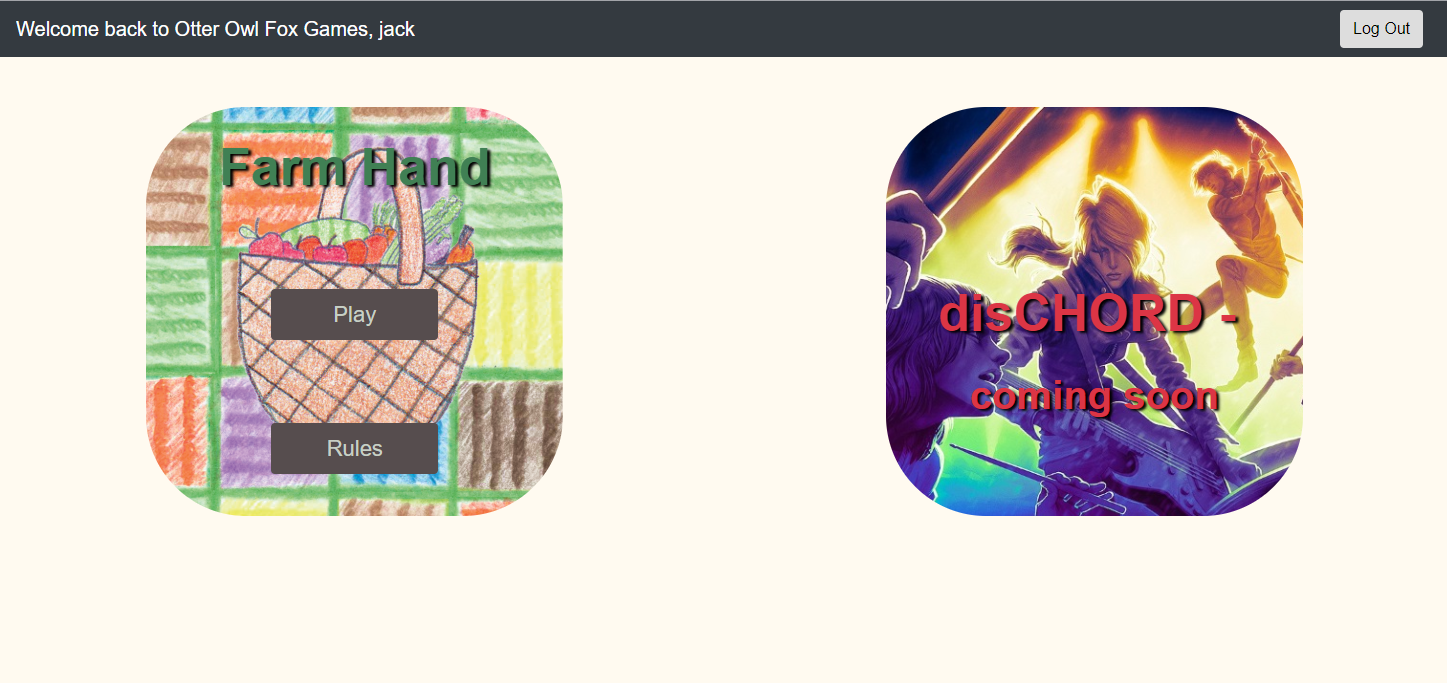 Welcome back to Otter Owl Fox Games, jack
Log Out
Farm Hand
Play
Rules
disCHORD -
coming soon